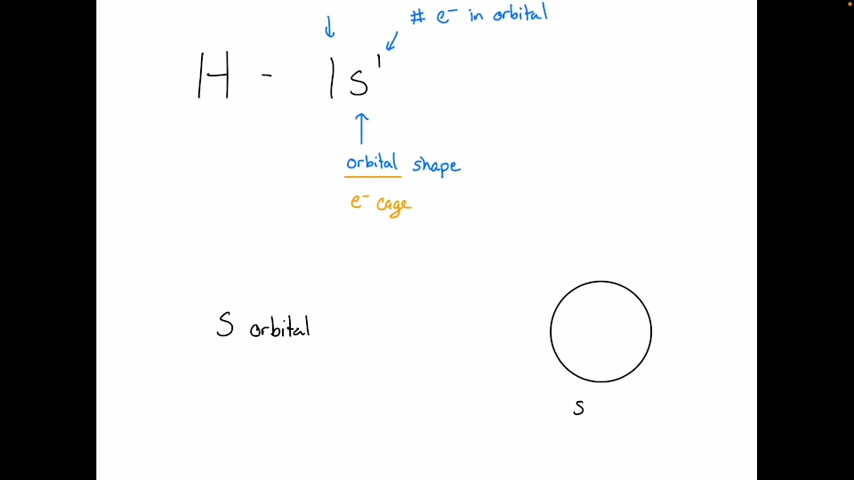 # e⁻ in orbital
H - 1s¹
orbital shape
e⁻ cage
S orbital
s